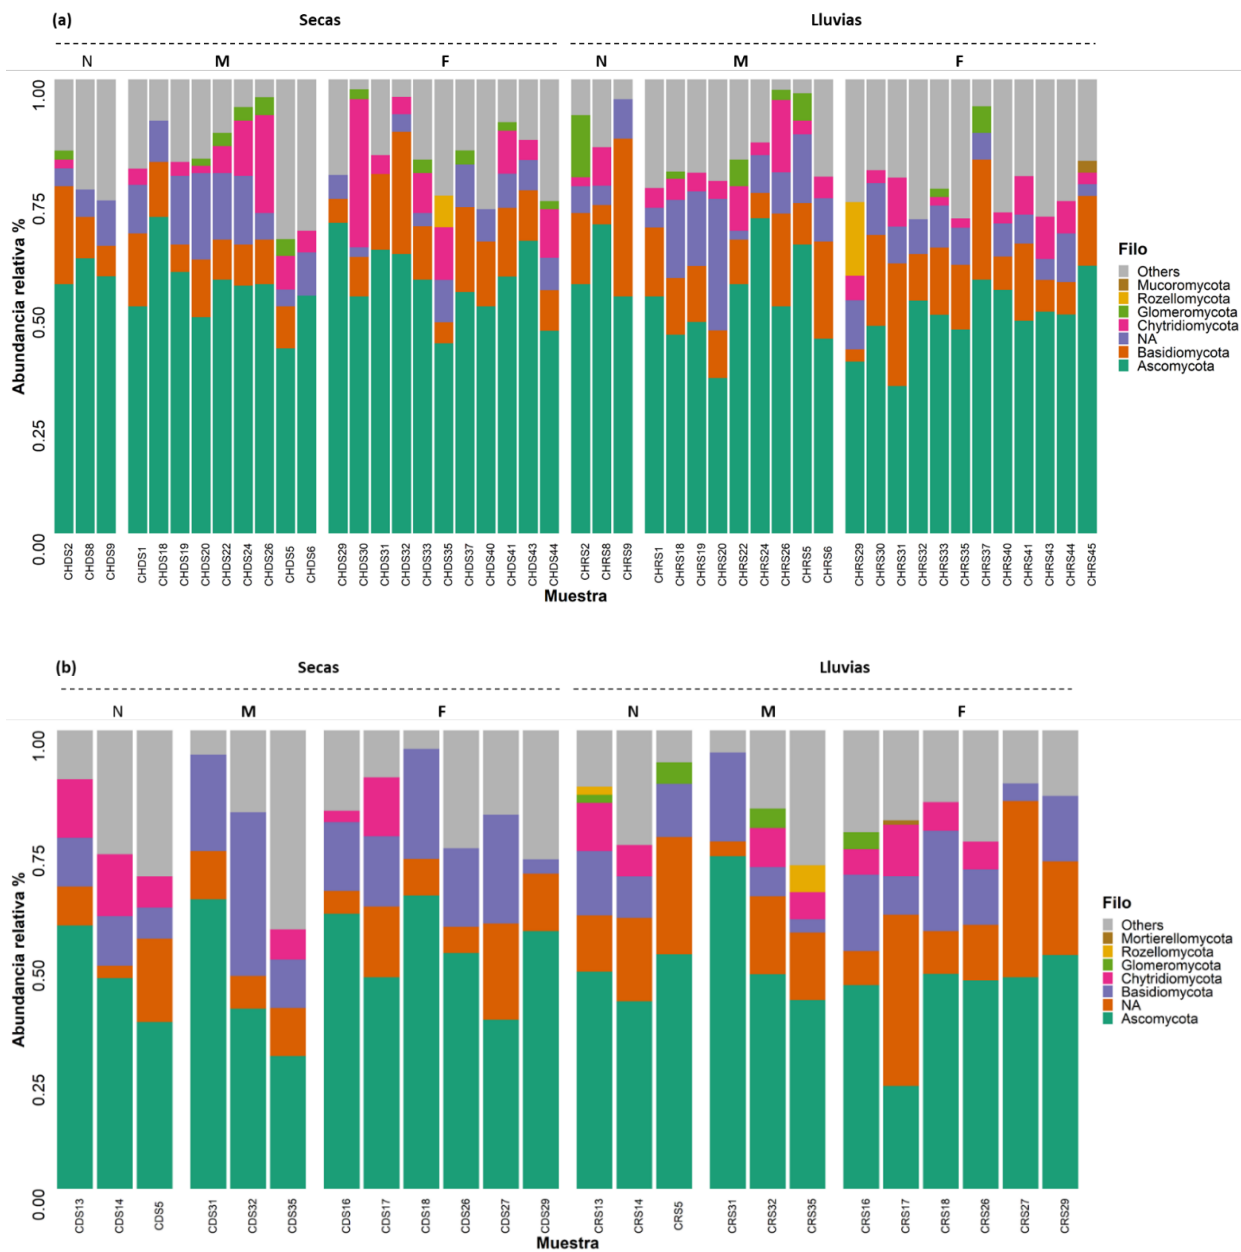 (a)
Secas
Lluvias
N
M
F
N
M
F
Abundancia relativa %
1.00
0.75
0.50
0.25
0.00
CHDS2
CHDS8
CHDS9
CHDS1
CHDS18
CHDS19
CHDS20
CHDS22
CHDS24
CHDS26
CHDS5
CHDS6
CHDS29
CHDS30
CHDS31
CHDS32
CHDS33
CHDS35
CHDS37
CHDS40
CHDS41
CHDS43
CHDS44
CHRS2
CHRS8
CHRS9
CHRS1
CHRS18
CHRS19
CHRS20
CHRS22
CHRS24
CHRS26
CHRS5
CHRS6
CHRS29
CHRS30
CHRS31
CHRS32
CHRS33
CHRS35
CHRS37
CHRS40
CHRS41
CHRS43
CHRS44
CHRS45
Muestra
Filo
Others
Mucoromycota
Rozellomycota
Glomeromycota
Chytridiomycota
NA
Basidiomycota
Ascomycota
(b)
Secas
Lluvias
N
M
F
N
M
F
Abundancia relativa %
1.00
0.75
0.50
0.25
0.00
CDS13
CDS14
CDS5
CDS31
CDS32
CDS35
CDS16
CDS17
CDS18
CDS26
CDS27
CDS29
CRS13
CRS14
CRS5
CRS31
CRS32
CRS35
CRS16
CRS17
CRS18
CRS26
CRS27
CRS29
Muestra
Filo
Others
Mortierellomycota
Rozellomycota
Glomeromycota
Chytridiomycota
Basidiomycota
NA
Ascomycota